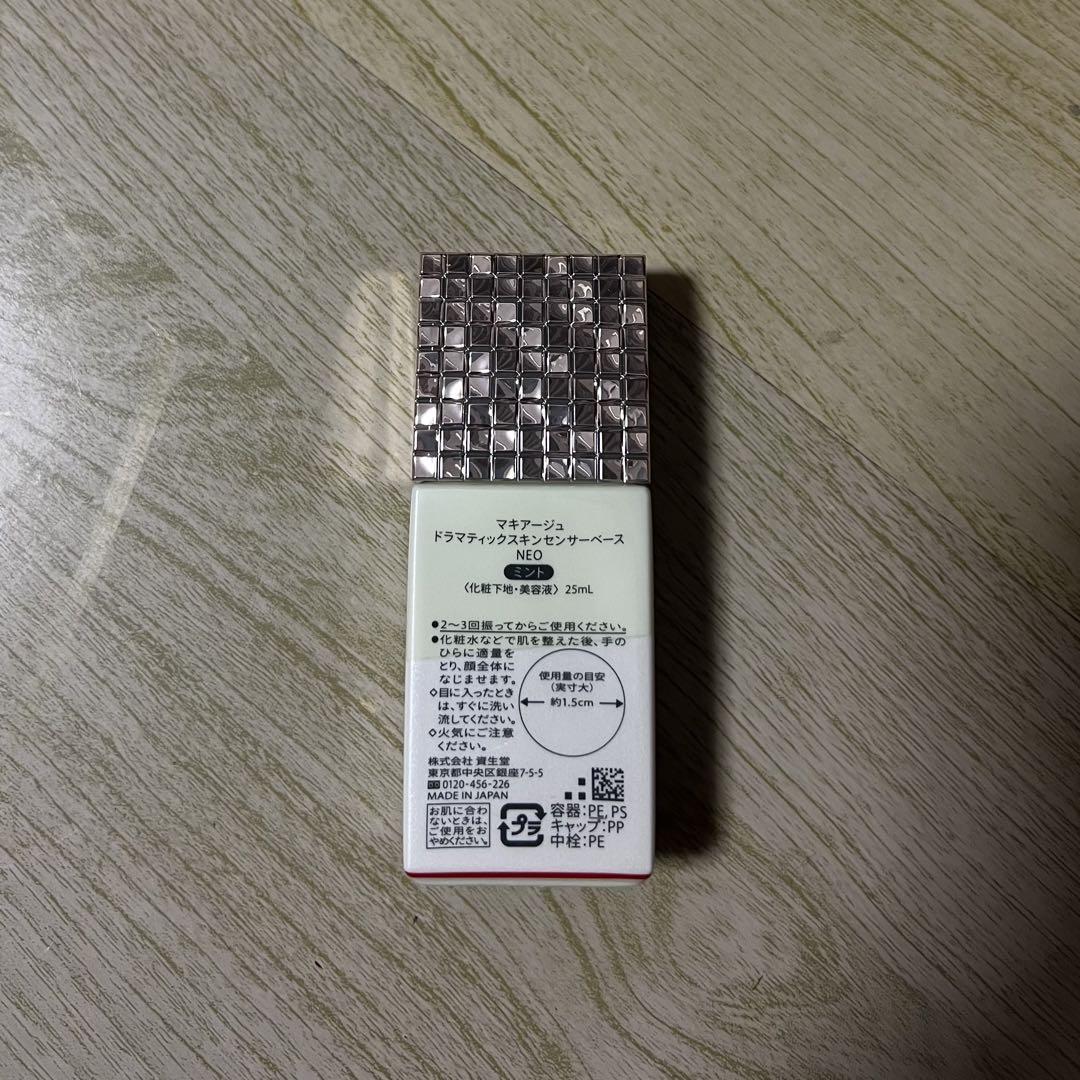 マキアージュ
ドラマティックスキンセンサーベース
NEO
ミント
〈化粧下地・美容液〉 25mL
●2〜3回振ってからご使用ください。
●化粧水などで肌を整えた後、手の
ひらに適量を
とり、顔全体に
なじませます。
◇目に入ったとき
は、すぐに洗い
流してください。
◇火気にご注意
ください。
使用量の目安
(実寸大)
約1.5cm
株式会社 資生堂
東京都中央区銀座7-5-5
0120-456-226
MADE IN JAPAN
お肌に合わ
ないときは、
ご使用をお
やめください。
プラ
容器:PE, PS
キャップ:PP
中栓:PE